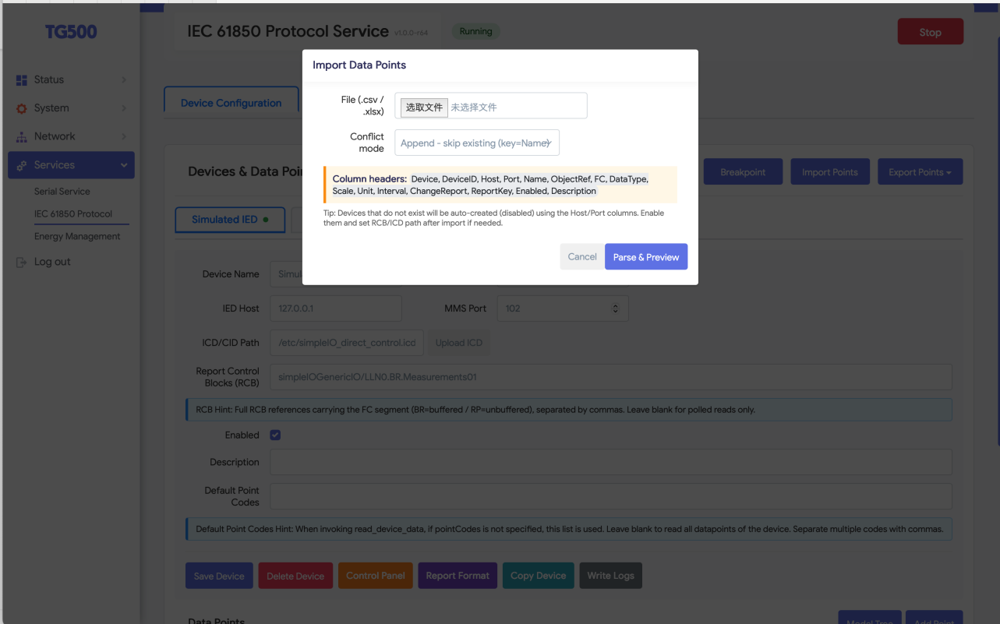 TG500
IEC 61850 Protocol Service v1.0.0-r64 Running Stop
Status
System
Network
Services
Serial Service
IEC 61850 Protocol
Energy Management
Log out
Device Configuration
Import Data Points
File (.csv /
.xlsx)
选取文件 未选择文件
Conflict
mode
Append - skip existing (key=Name)
Column headers: Device, DeviceID, Host, Port, Name, ObjectRef, FC, DataType,
Scale, Unit, Interval, ChangeReport, ReportKey, Enabled, Description
Tip: Devices that do not exist will be auto-created (disabled) using the Host/Port columns. Enable
them and set RCB/ICD path after import if needed.
Cancel Parse & Preview
Devices & Data Poi
Breakpoint Import Points Export Points
Simulated IED
Device Name Simul
IED Host 127.0.0.1 MMS Port 102
ICD/CID Path /etc/simpleIO_direct_control.icd Upload ICD
Report Control
Blocks (RCB)
simpleIOGenericIO/LLN0.BR.Measurements01
RCB Hint: Full RCB references carrying the FC segment (BR=buffered / RP=unbuffered), separated by commas. Leave blank for polled reads only.
Enabled
Description
Default Point
Codes
Default Point Codes Hint: When invoking read_device_data, if pointCodes is not specified, this list is used. Leave blank to read all datapoints of the device. Separate multiple codes with commas.
Save Device Delete Device Control Panel Report Format Copy Device Write Logs
Data Points Model Tree Add Point